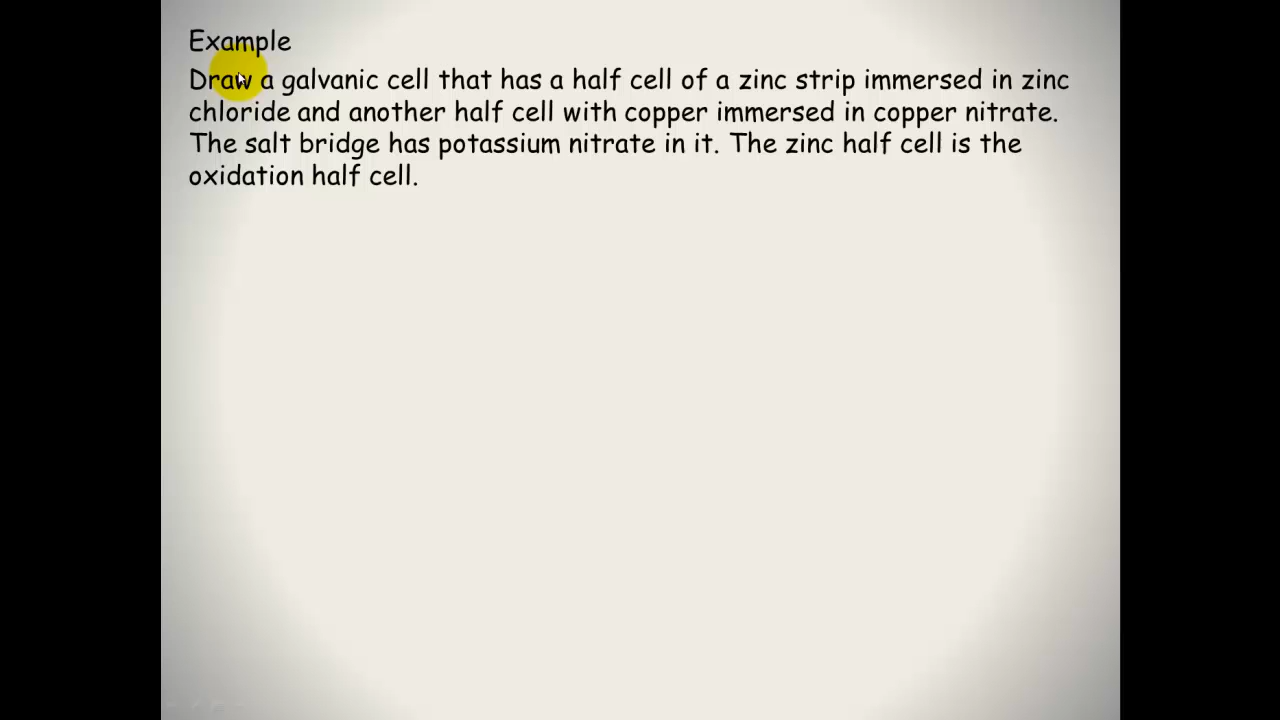 Example
Draw a galvanic cell that has a half cell of a zinc strip immersed in zinc
chloride and another half cell with copper immersed in copper nitrate.
The salt bridge has potassium nitrate in it. The zinc half cell is the
oxidation half cell.